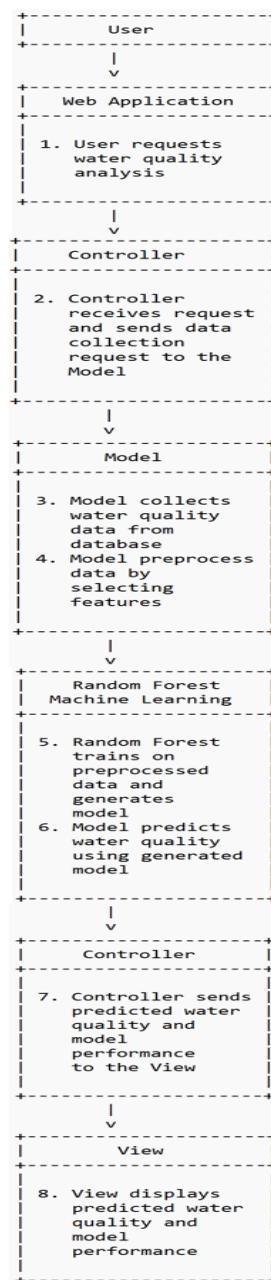 User
Web Application
1. User requests
water quality
analysis
Controller
2. Controller
receives request
and sends data
collection
request to the
Model
Model
3. Model collects
water quality
data from
database
4. Model preprocess
data by
selecting
features
Random Forest
Machine Learning
5. Random Forest
trains on
preprocessed
data and
generates
model
6. Model predicts
water quality
using generated
model
Controller
7. Controller sends
predicted water
quality and
model
performance
to the View
View
8. View displays
predicted water
quality and
model
performance